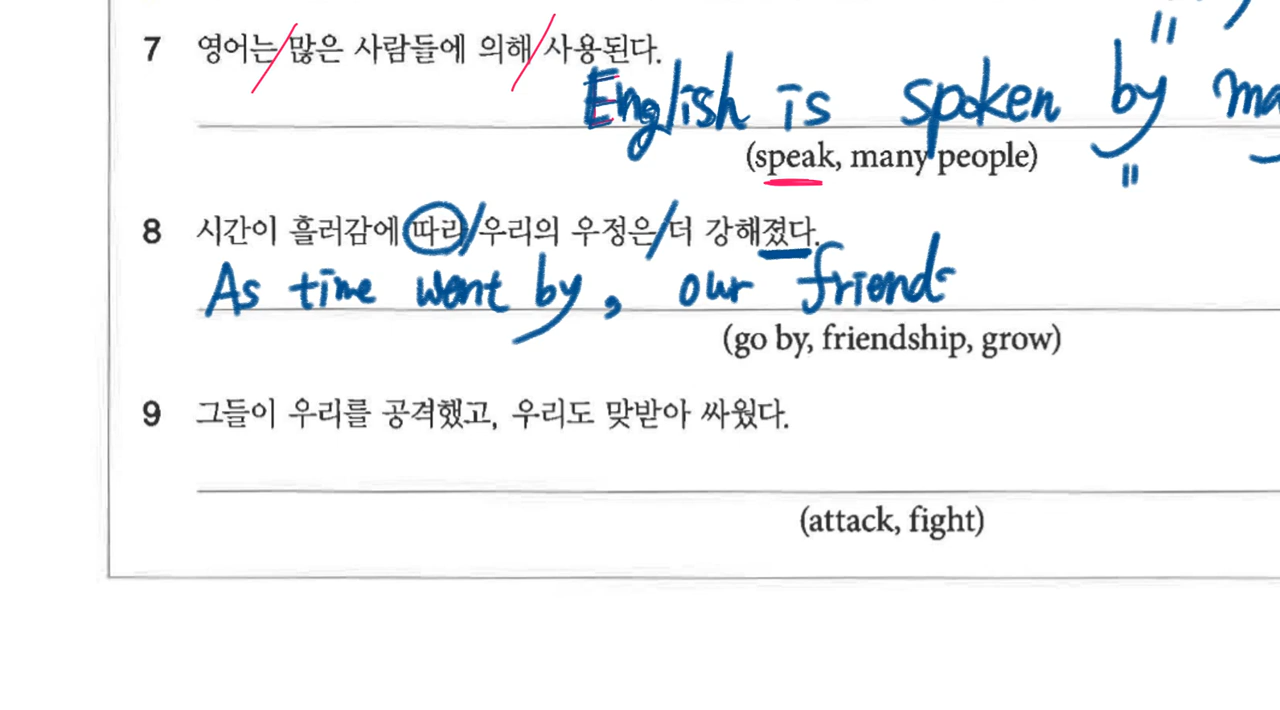 7 영어는 많은 사람들에 의해 사용된다.
English is spoken by
(speak, many people)
8 시간이 흘러감에 따라 우리의 우정은 더 강해졌다.
As time went by, our friend
(go by, friendship, grow)
9 그들이 우리를 공격했고, 우리도 맞받아 싸웠다.
(attack, fight)